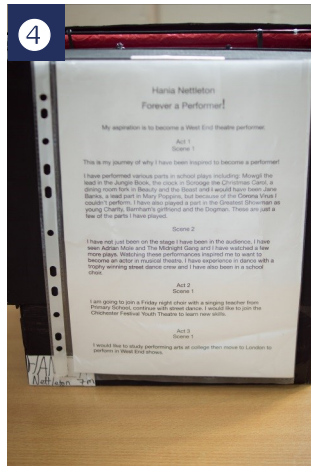 4
Hania Nettleton
Forever a Performer!
My aspiration is to become a West End theatre performer.
Act 1
Scene 1
This is my journey of why I have been inspired to become a performer!
I have performed various parts in school plays including: Mowgli the
lead in the Jungle Book, the clock in Scrooge the Christmas Carol, a
dining room fork in Beauty and the Beast and I would have been Jane
Banks, a lead part in Mary Poppins, but because of the Corona Virus I
couldn't perform. I have also played a part in the Greatest Showman as
young Charity, Barnham's girlfriend and the Dogman. These are just a
few of the parts I have played.
Scene 2
I have not just been on the stage I have been in the audience, I have
seen Adrian Mole and The Midnight Gang and I have watched a few
more plays. Watching these performances inspired me to want to
become an actor in musical theatre. I have experience in dance with a
trophy winning street dance crew and I have also been in a school
choir.
Act 2
Scene 1
I am going to join a Friday night choir with a singing teacher from
Primary School, continue with street dance. I would like to join the
Chichester Festival Youth Theatre to learn new skills.
Act 3
Scene 1
I would like to study performing arts at college then move to London to
perform in West End shows.
Nettleton 7M